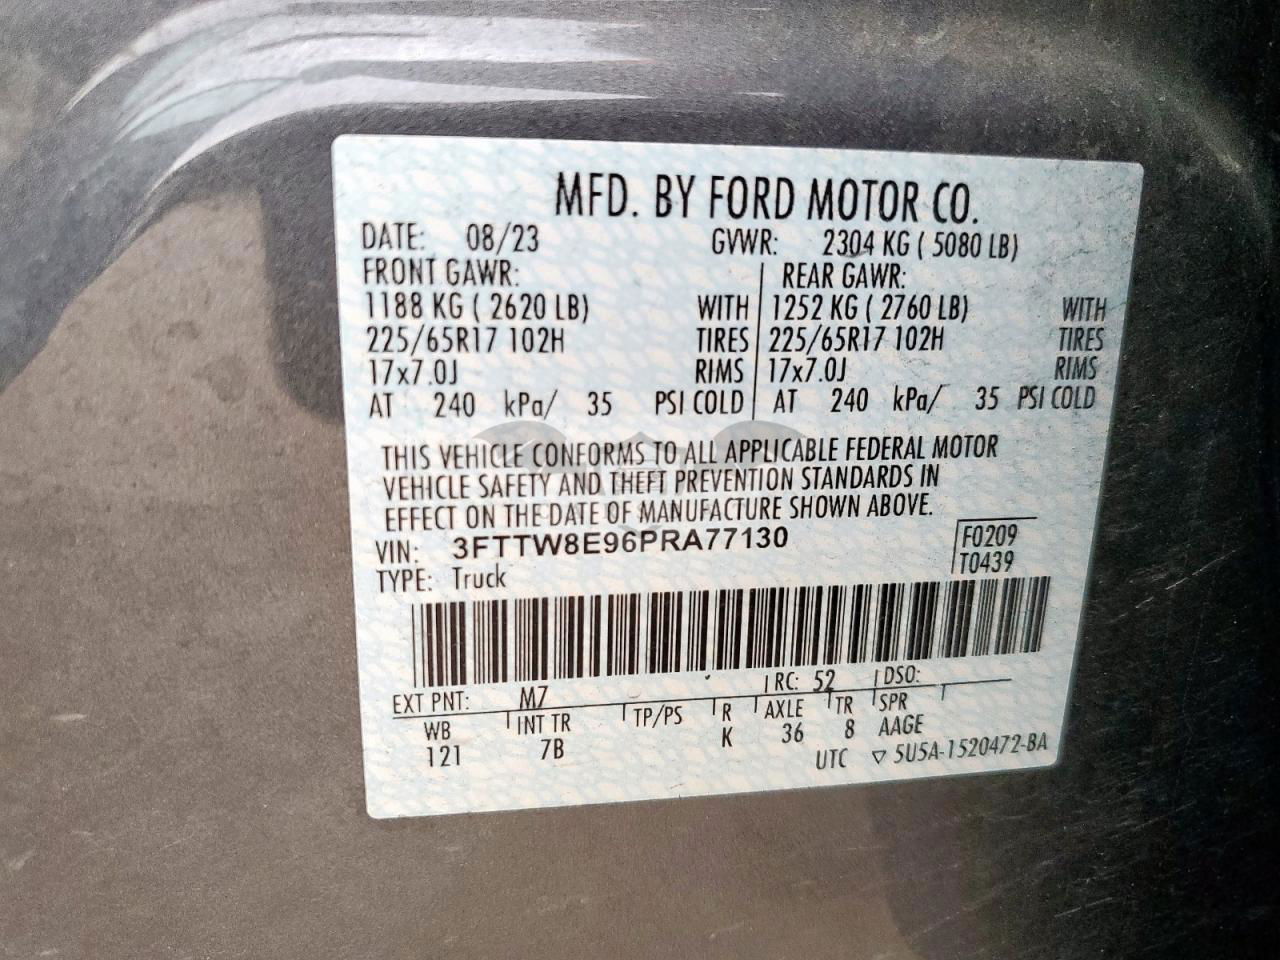 MFD. BY FORD MOTOR CO.
DATE: 08/23 GVWR: 2304 KG ( 5080 LB)
FRONT GAWR: REAR GAWR:
1188 KG ( 2620 LB) WITH 1252 KG ( 2760 LB) WITH
225/65R17 102H TIRES 225/65R17 102H TIRES
17x7.0J RIMS 17x7.0J RIMS
AT 240 kPa/ 35 PSI COLD AT 240 kPa/ 35 PSI COLD
THIS VEHICLE CONFORMS TO ALL APPLICABLE FEDERAL MOTOR
VEHICLE SAFETY AND THEFT PREVENTION STANDARDS IN
EFFECT ON THE DATE OF MANUFACTURE SHOWN ABOVE.
VIN: 3FTTW8E96PRA77130 F0209
TYPE: Truck T0439
EXT PNT: M7 RC: 52 DSO:
WB INT TR TP/PS R AXLE TR SPR
121 7B K 36 8 AAGE
UTC ▽ 5U5A-1520472-BA